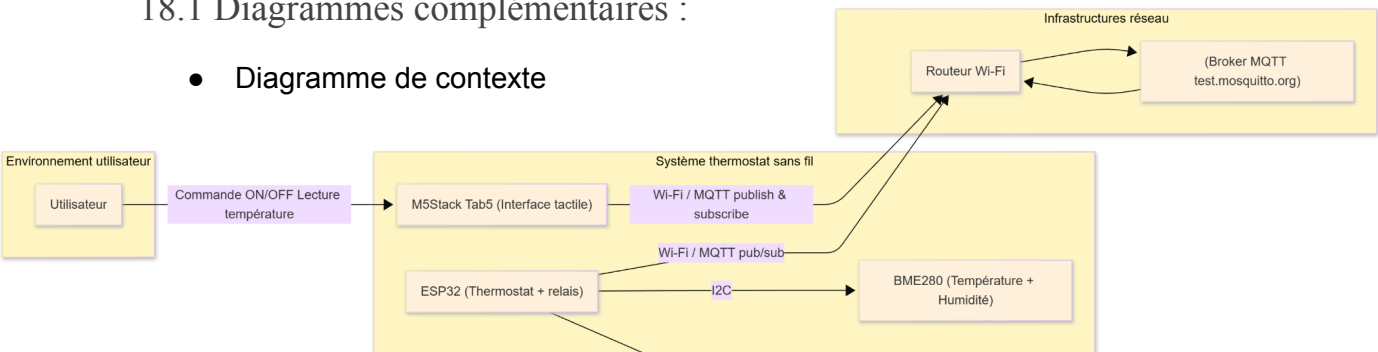 18.1 Diagrammes complémentaires :
● Diagramme de contexte
Infrastructures réseau
Routeur Wi-Fi
(Broker MQTT
test.mosquitto.org)
Environnement utilisateur
Utilisateur
Commande ON/OFF Lecture
température
Système thermostat sans fil
M5Stack Tab5 (Interface tactile)
Wi-Fi / MQTT publish &
subscribe
Wi-Fi / MQTT pub/sub
ESP32 (Thermostat + relais)
I2C
BME280 (Température +
Humidité)